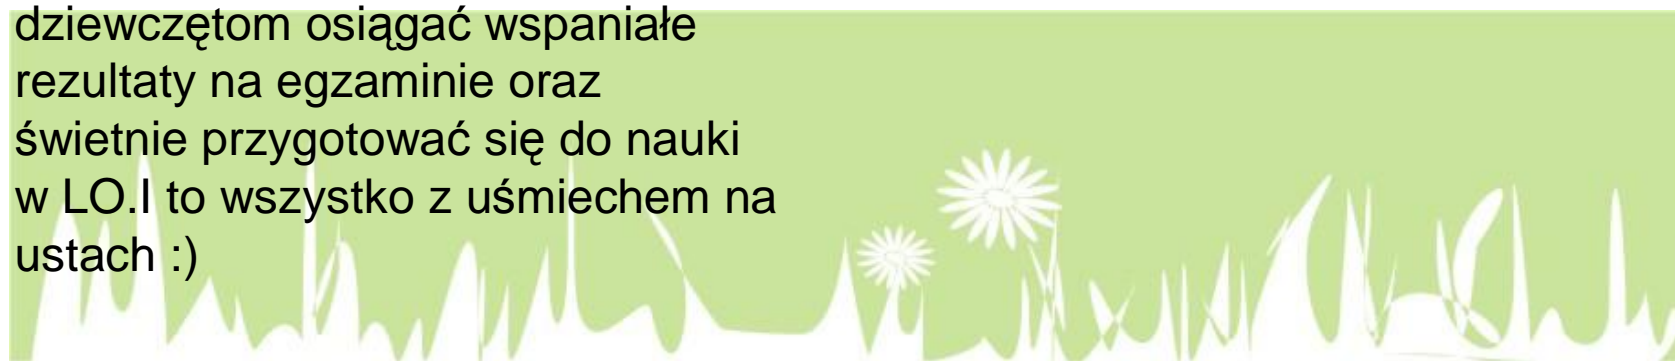 dziewczętom osiągać wspaniałe
rezultaty na egzaminie oraz
świetnie przygotować się do nauki
w LO.I to wszystko z uśmiechem na
ustach :)